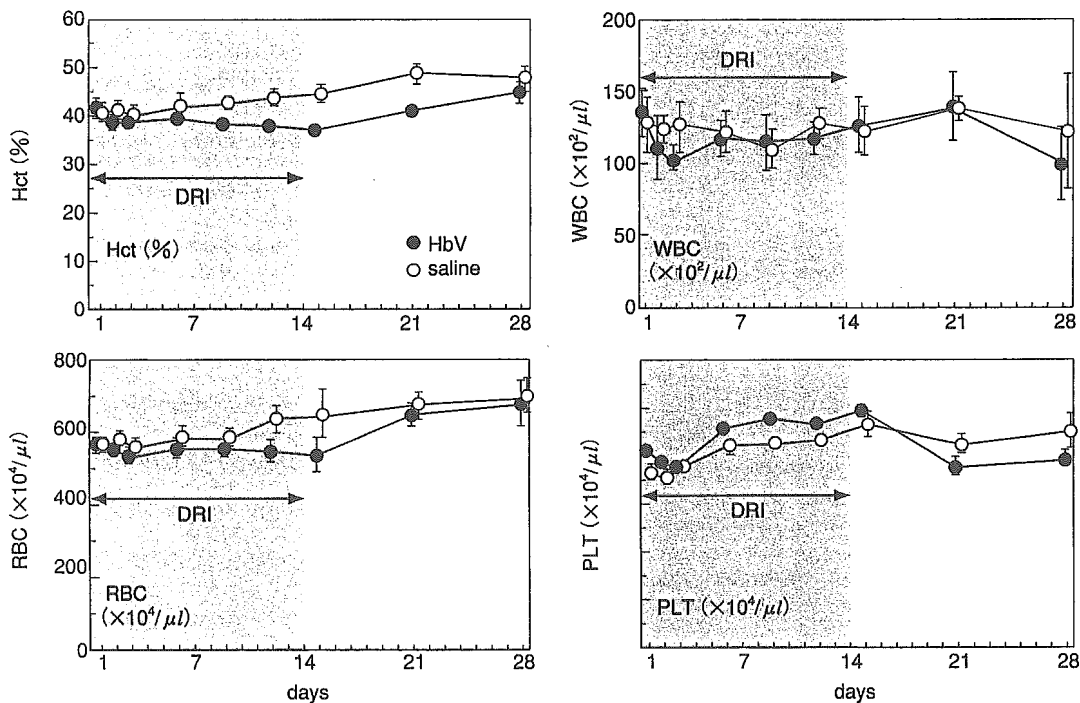 60
50
40
30
20
10
0
Hct (%)
DRI
Hct (%)
HbV
saline
1 7 14 21 28
200
150
100
50
0
WBC (×10²/µl)
DRI
WBC
(×10²/µl)
1 7 14 21 28
800
600
400
200
0
RBC (×10⁴/µl)
DRI
RBC
(×10⁴/µl)
1 7 14 21 28
days
PLT (×10⁴/µl)
DRI
PLT (×10⁴/µl)
1 7 14 21 28
days